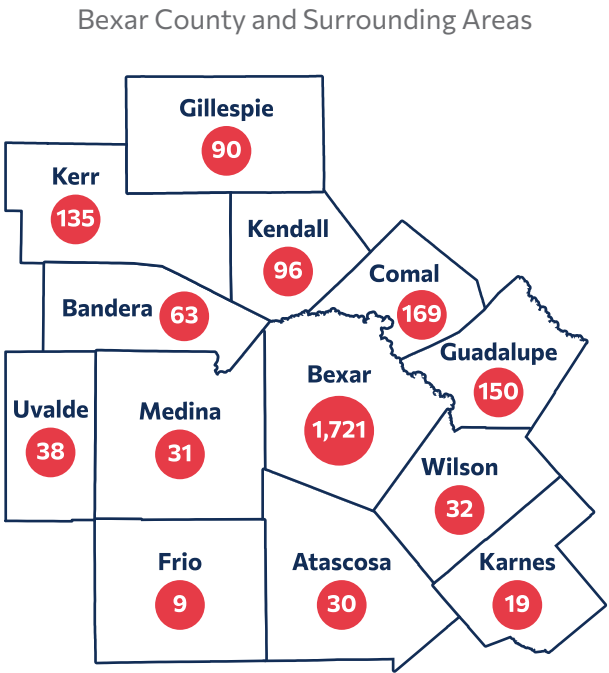 Bexar County and Surrounding Areas
Gillespie
90
Kerr
135
Kendall
96
Comal
169
Bandera 63
Guadalupe
150
Bexar
1,721
Uvalde
38
Medina
31
Wilson
32
Frio
9
Atascosa
30
Karnes
19